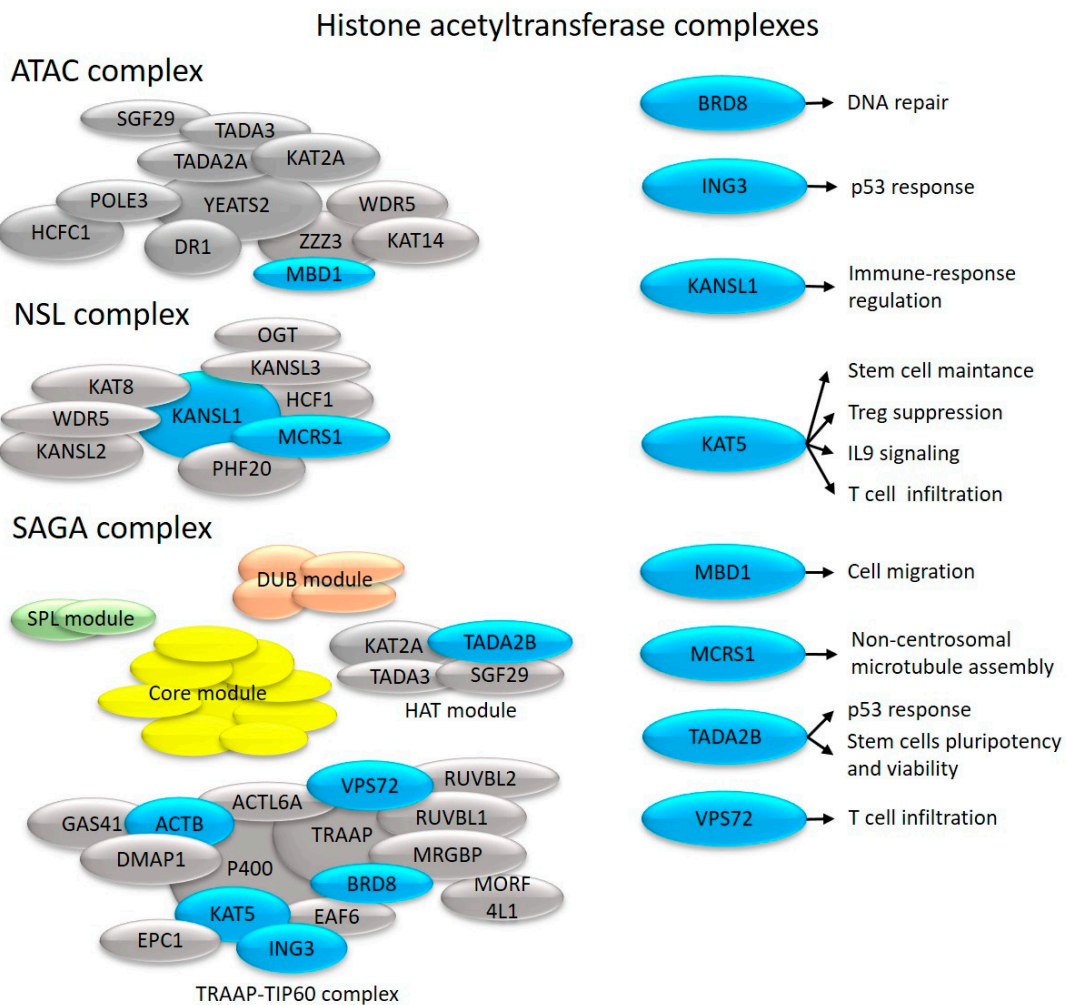 Histone acetyltransferase complexes
ATAC complex
SGF29
TADA3
TADA2A
KAT2A
POLE3
YEATS2
WDR5
HCFC1
DR1
ZZZ3
KAT14
MBD1
NSL complex
OGT
KANSL3
KAT8
HCF1
WDR5
KANSL1
MCRS1
KANSL2
PHF20
SAGA complex
DUB module
SPL module
KAT2A
TADA2B
TADA3
SGF29
Core module
HAT module
VPS72
RUVBL2
ACTL6A
GAS41
ACTB
RUVBL1
TRAAP
DMAP1
P400
MRGBP
BRD8
MORF
4L1
KAT5
EAF6
EPC1
ING3
TRAAP-TIP60 complex
BRD8
DNA repair
ING3
p53 response
KANSL1
Immune-response
regulation
KAT5
Stem cell maintance
Treg suppression
IL9 signaling
T cell infiltration
MBD1
Cell migration
MCRS1
Non-centrosomal
microtubule assembly
TADA2B
p53 response
Stem cells pluripotency
and viability
VPS72
T cell infiltration